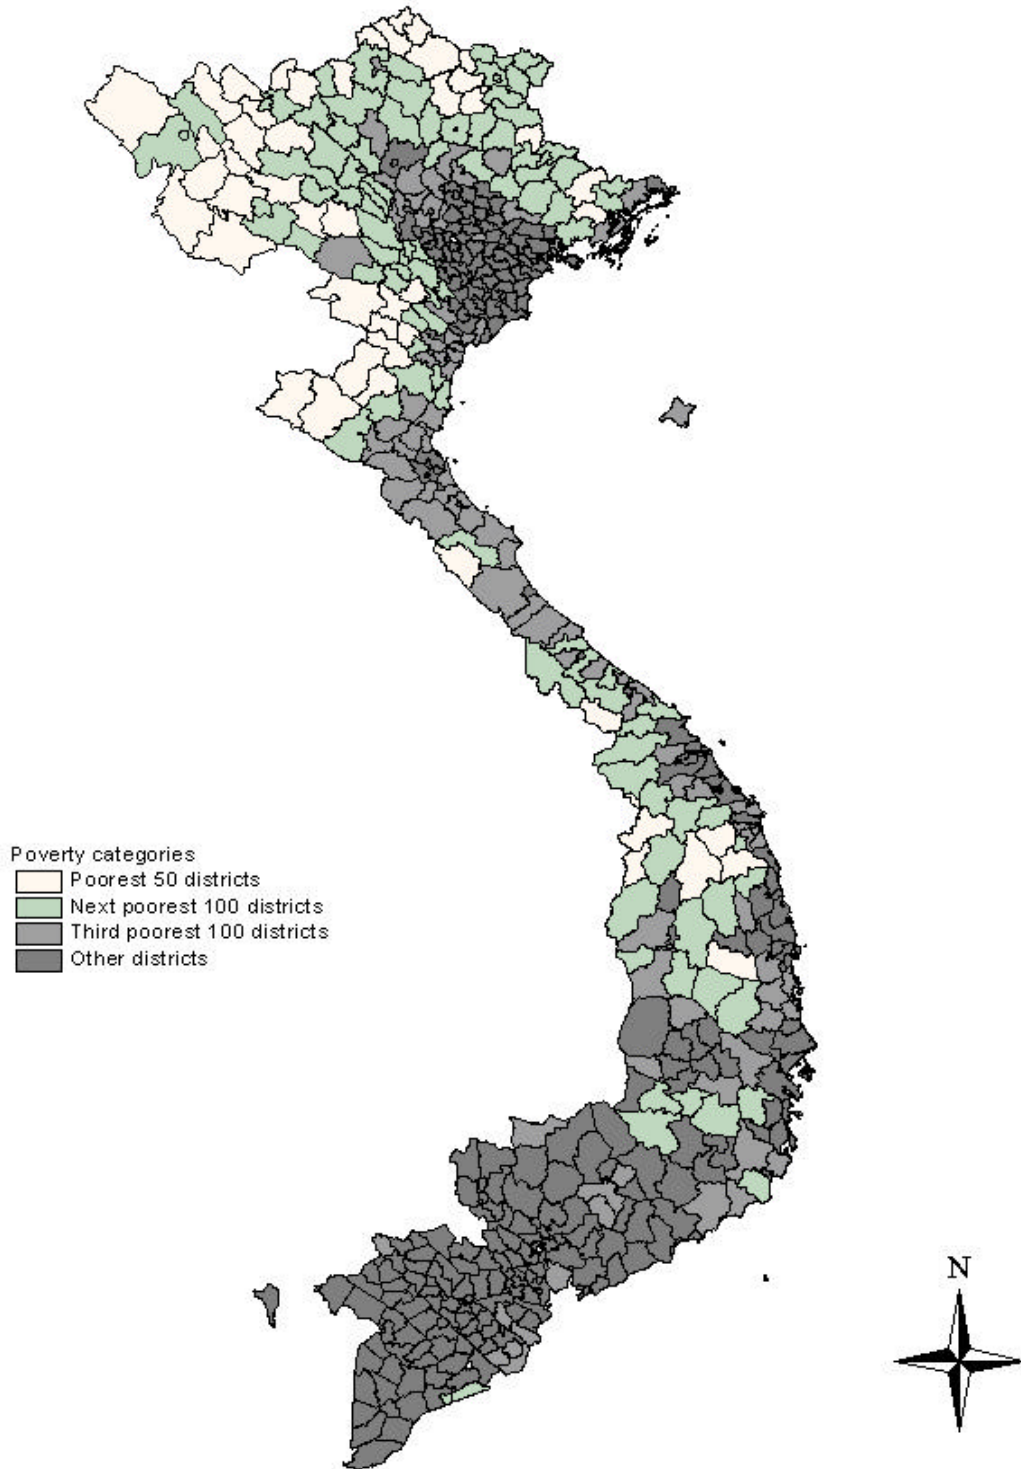 N
Poverty categories
Poorest 50 districts
Next poorest 100 districts
Third poorest 100 districts
Other districts